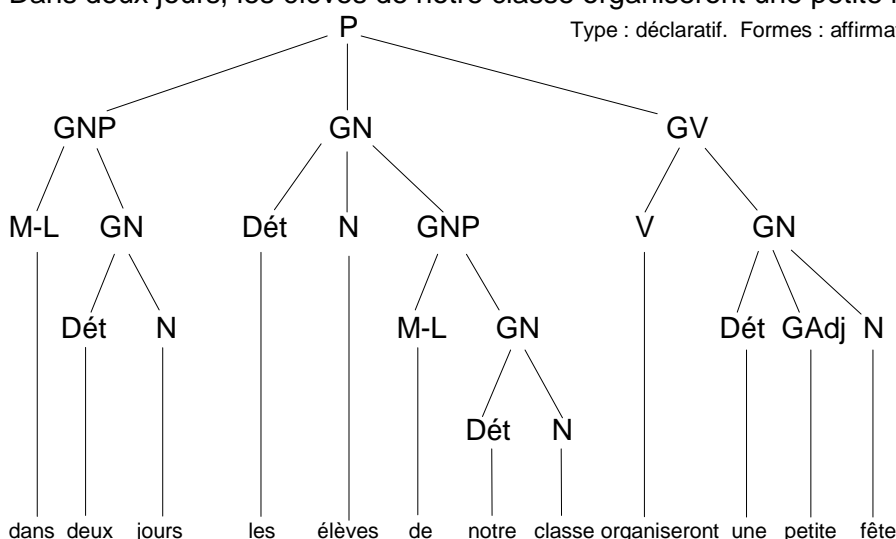 Dans deux jours, les élèves de notre classe organiseront une petite
P Type : déclaratif. Formes :
GNP GN GV
M-L GN Dét N GNP V GN
Dét N M-L GN Dét GAdj N
Dét N
dans deux jours les élèves de notre classe organiseront une petite fête